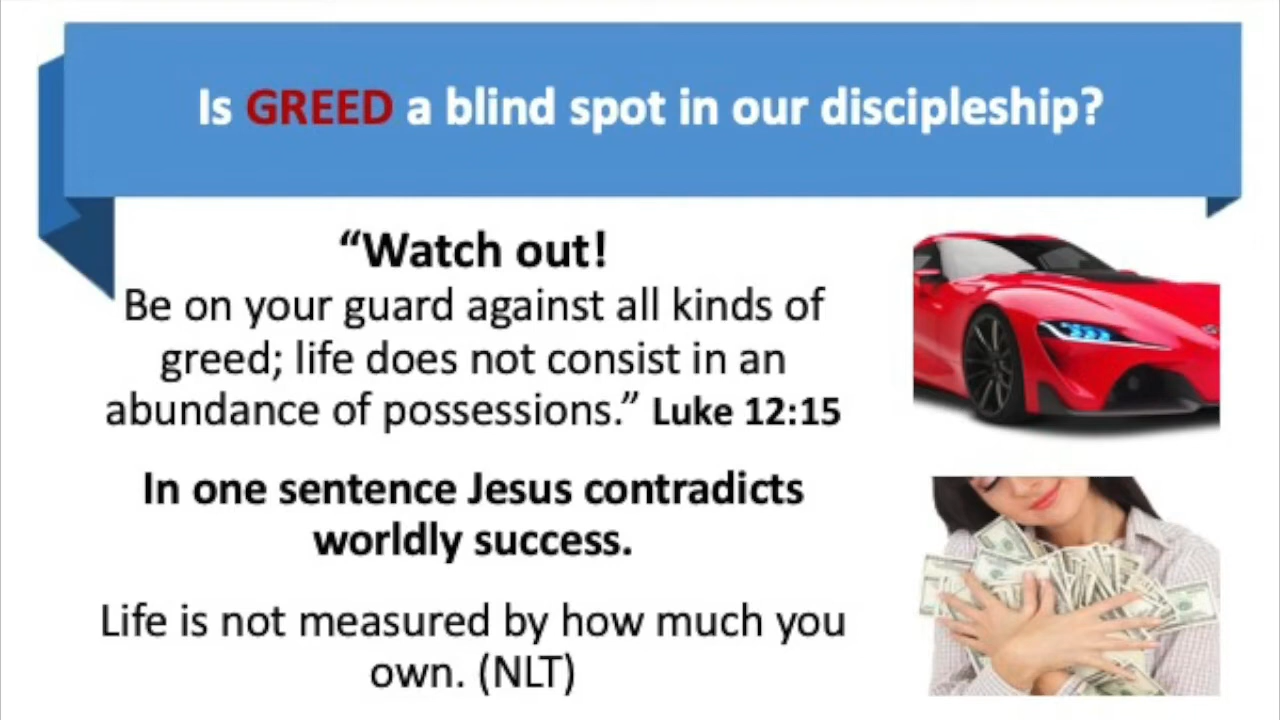 Is GREED a blind spot in our discipleship?
“Watch out!
Be on your guard against all kinds of
greed; life does not consist in an
abundance of possessions.” Luke 12:15
In one sentence Jesus contradicts
worldly success.
Life is not measured by how much you
own. (NLT)